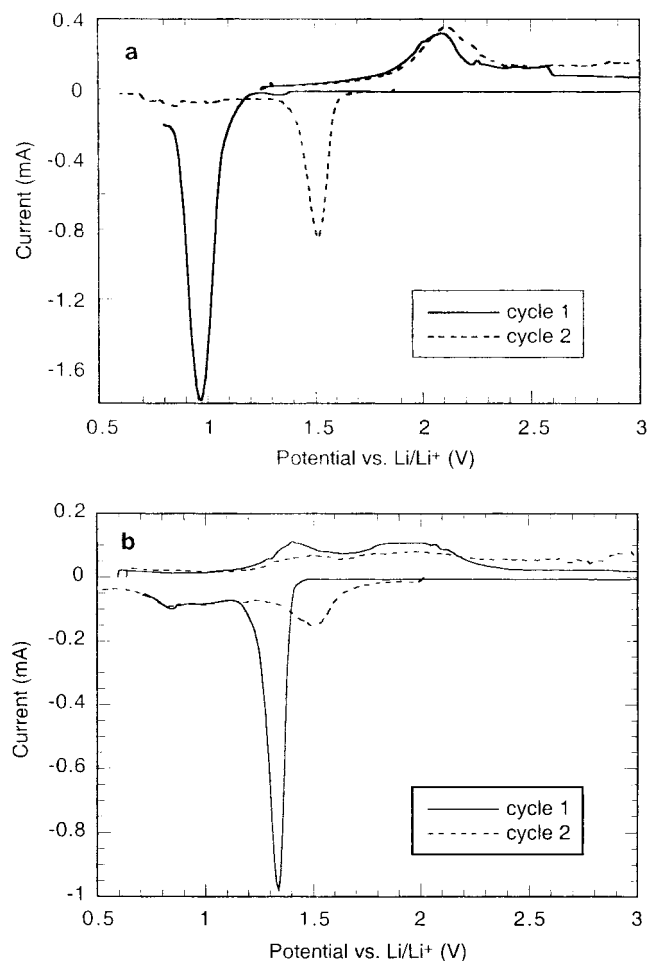 a
0.4
0
-0.4
-0.8
-1.2
-1.6
Current (mA)
cycle 1
cycle 2
0.5
1
1.5
2
2.5
3
Potential vs. Li/Li⁺ (V)
b
0.2
0
-0.2
-0.4
-0.6
-0.8
-1
Current (mA)
cycle 1
cycle 2
0.5
1
1.5
2
2.5
3
Potential vs. Li/Li⁺ (V)